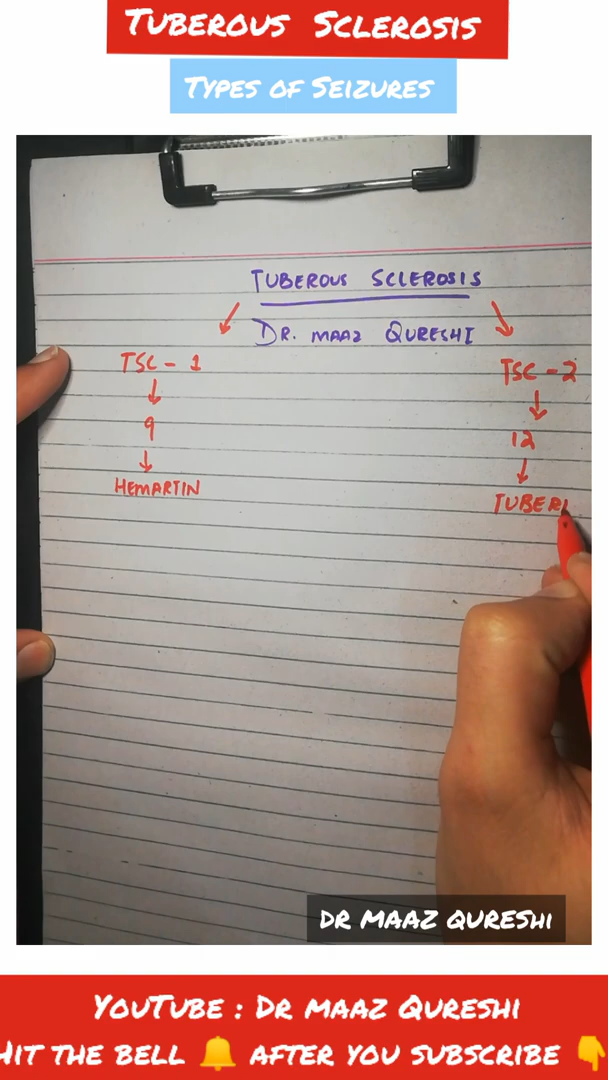 TUBEROUS SCLEROSIS
TYPES OF SEIZURES
TUBEROUS SCLEROSIS
DR. MAAZ QURESHI
TSC - 1
TSC - 2
9
12
HEMARTIN
TUBERI
DR MAAZ QURESHI
YOUTUBE : DR MAAZ QURESHI
HIT THE BELL 🔔 AFTER YOU SUBSCRIBE 👇